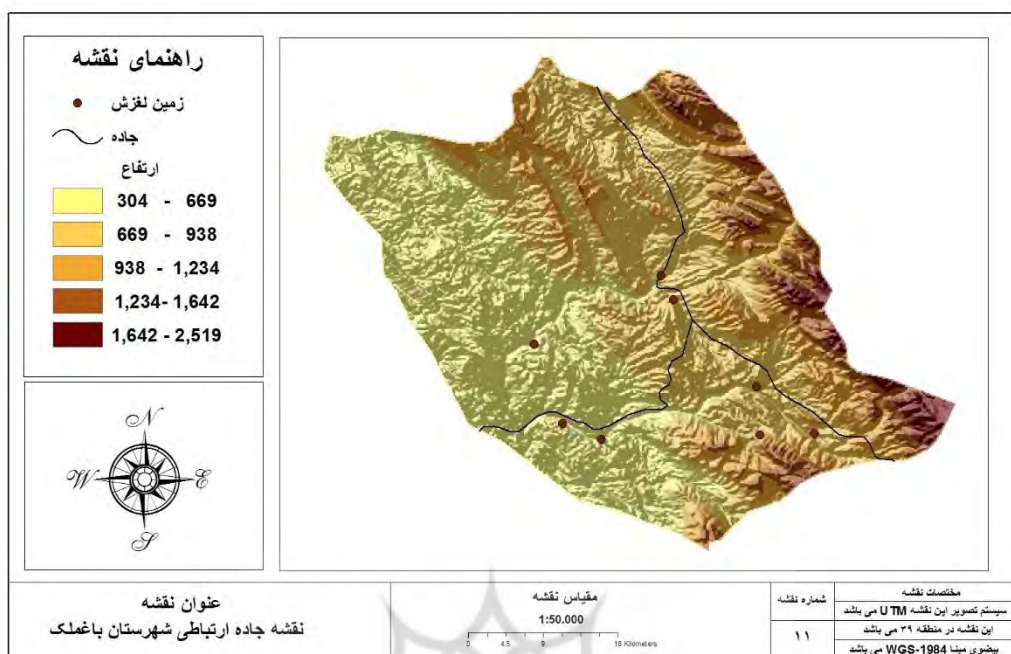 راهنمای نقشه
زمین لغزش
جاده
ارتفاع
304 - 669
669 - 938
938 - 1,234
1,234 - 1,642
1,642 - 2,519
N
W E
S
عنوان نقشه
نقشه جاده ارتباطی شهرستان باغملک
مقیاس نقشه
1:50.000
0 4.5 9 18 Kilometers
شماره نقشه
۱۱
مختصات نقشه
سیستم تصویر این نقشه UTM می باشد
این نقشه در منطقه ۳۹ می باشد
بیضوی مبنا WGS-1984 می باشد